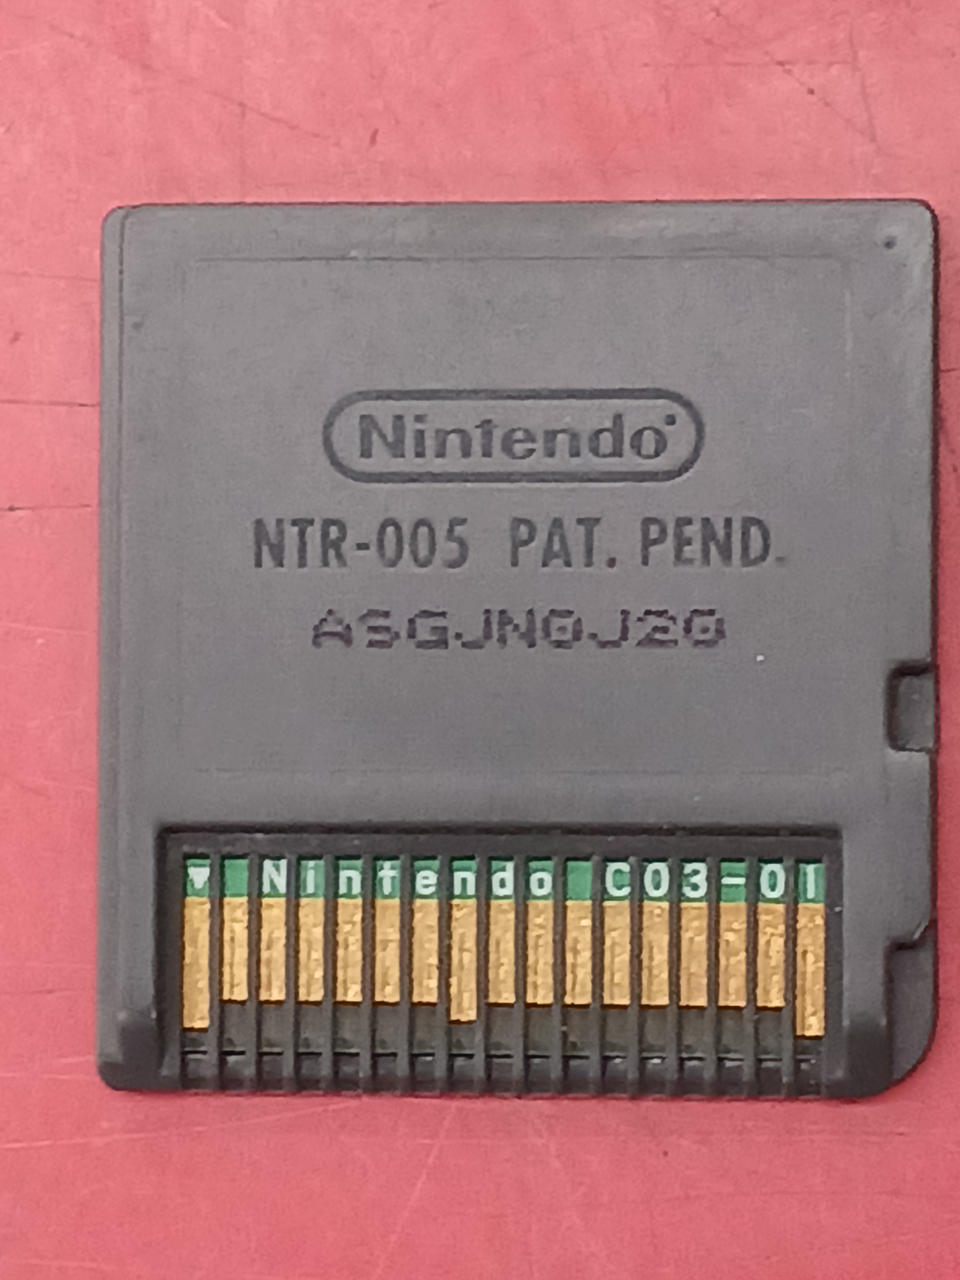 Nintendo
NTR-005 PAT. PEND.
ASGJN0J20
▼ Nintendo C03-01